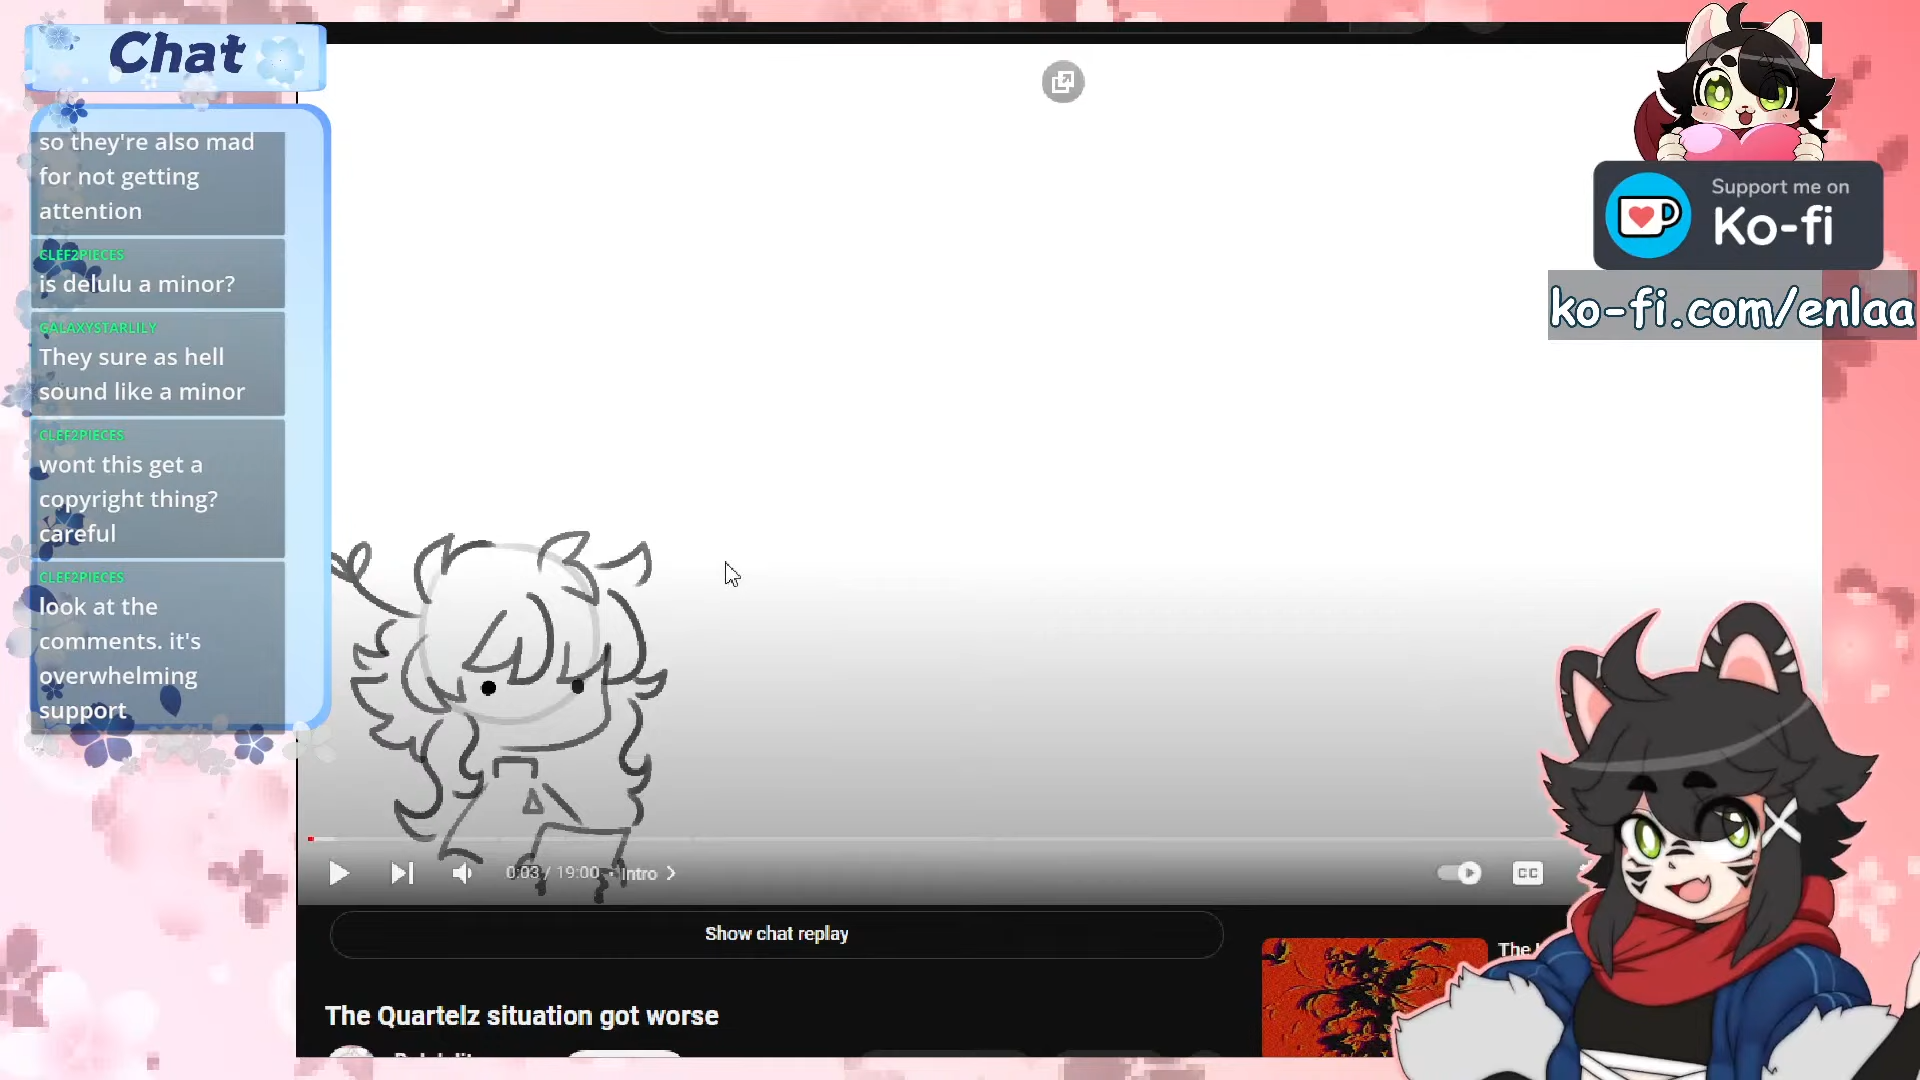 Chat
so they're also mad
for not getting
attention
CLEF2PIECES
is delulu a minor?
GALAXYSTARLILY
They sure as hell
sound like a minor
CLEF2PIECES
wont this get a
copyright thing?
careful
CLEF2PIECES
look at the
comments. it's
overwhelming
support
Support me on
Ko-fi
ko-fi.com/enlaa
0:03 / 19:00 • Intro
CC
Show chat replay
The Quartelz situation got worse
The